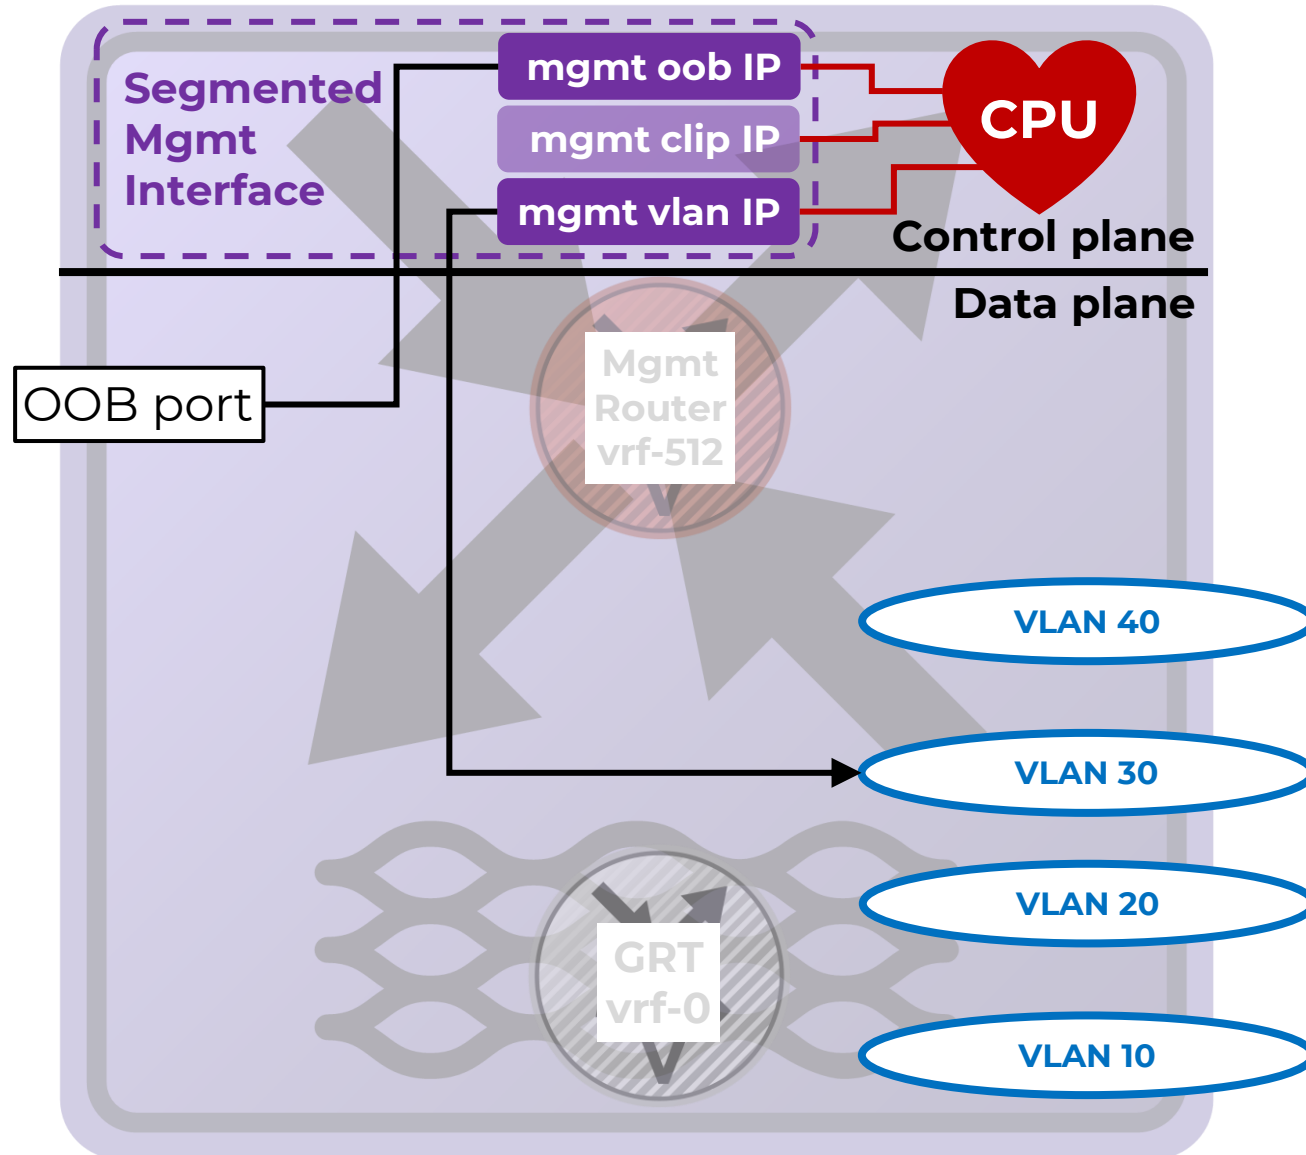 Segmented
Mgmt
Interface
mgmt oob IP
mgmt clip IP
mgmt vlan IP
CPU
Control plane
Data plane
OOB port
Mgmt
Router
vrf-512
VLAN 40
VLAN 30
VLAN 20
GRT
vrf-0
VLAN 10